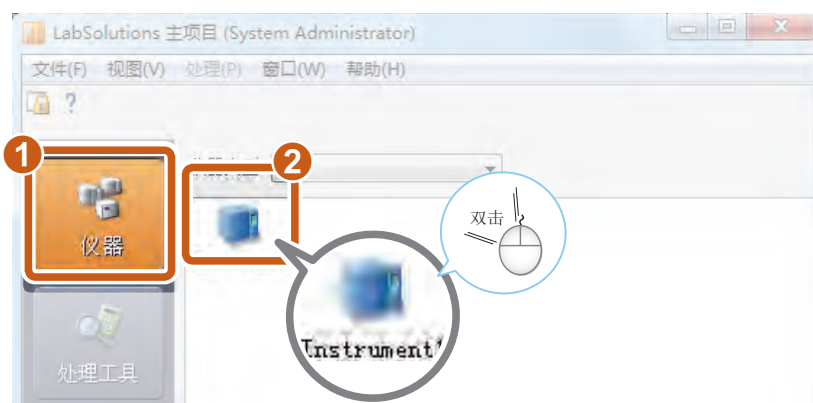 LabSolutions 主项目 (System Administrator)
文件(F) 视图(V) 处理(P) 窗口(W) 帮助(H)
?
1
2
双击
仪器
Instrument1
处理工具